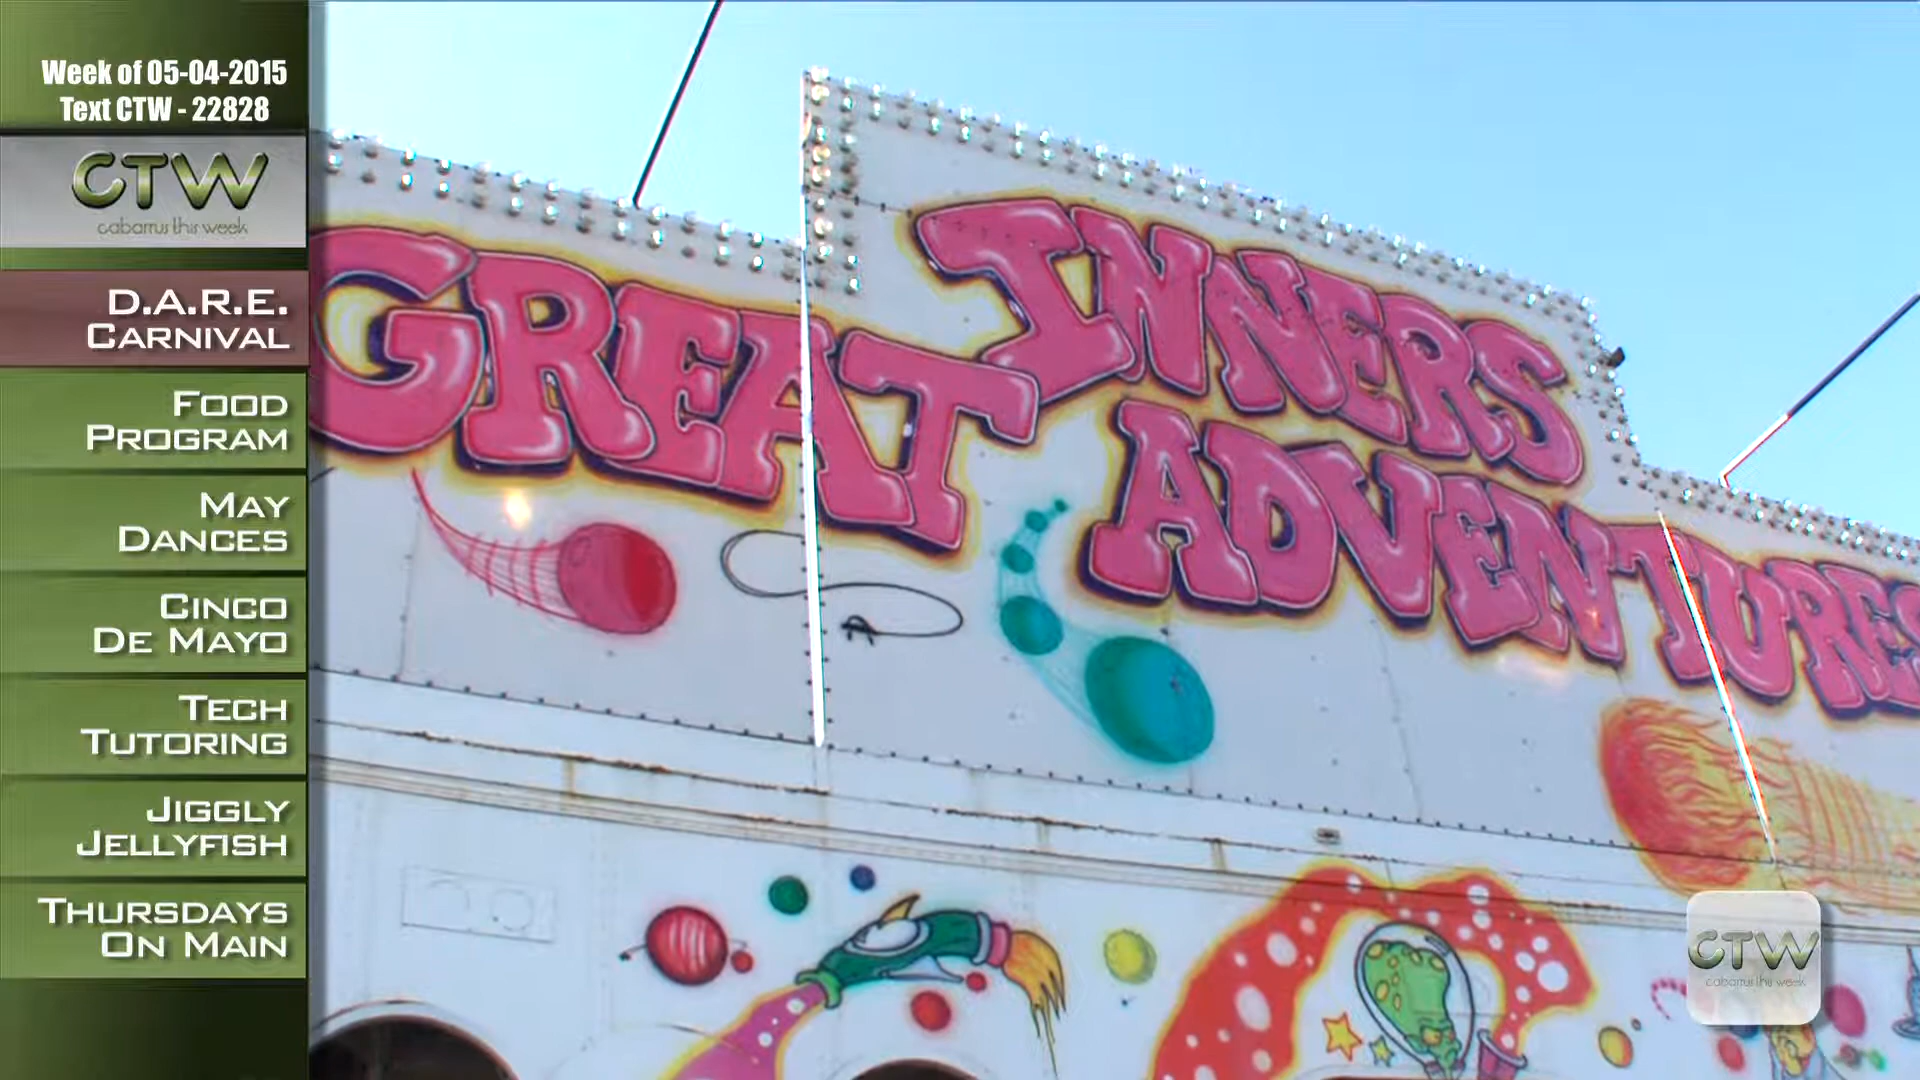 Week of 05-04-2015
Text CTW - 22828
CTW
cabarrus this week
D.A.R.E.
CARNIVAL
FOOD
PROGRAM
MAY
DANCES
CINCO
DE MAYO
TECH
TUTORING
JIGGLY
JELLYFISH
THURSDAYS
ON MAIN
GREAT INNERS
ADVENTURES
CTW
cabarrus this week